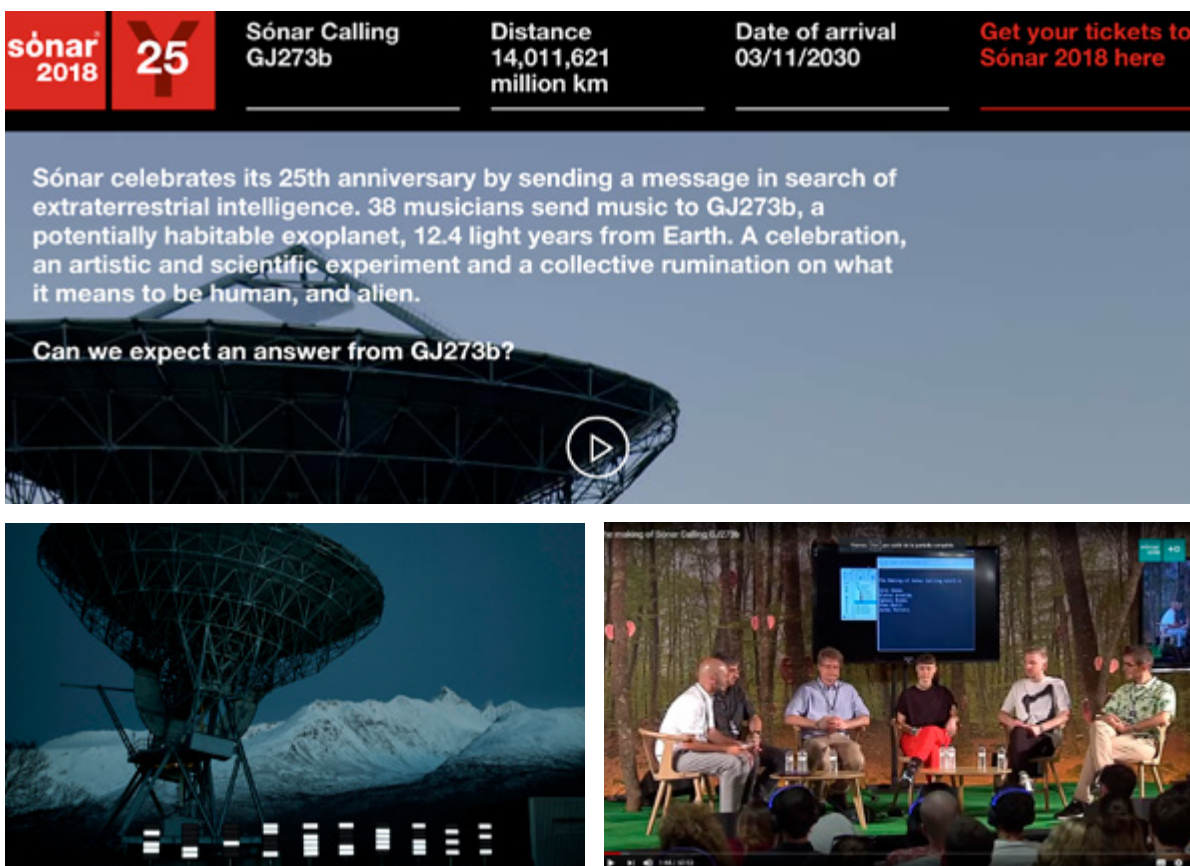 sónar
2018
25
Sónar Calling
GJ273b
Distance
14,011,621
million km
Date of arrival
03/11/2030
Get your tickets to
Sónar 2018 here
Sónar celebrates its 25th anniversary by sending a message in search of
extraterrestrial intelligence. 38 musicians send music to GJ273b, a
potentially habitable exoplanet, 12.4 light years from Earth. A celebration,
an artistic and scientific experiment and a collective rumination on what
it means to be human, and alien.
Can we expect an answer from GJ273b?
he making of Sónar Calling GJ273b